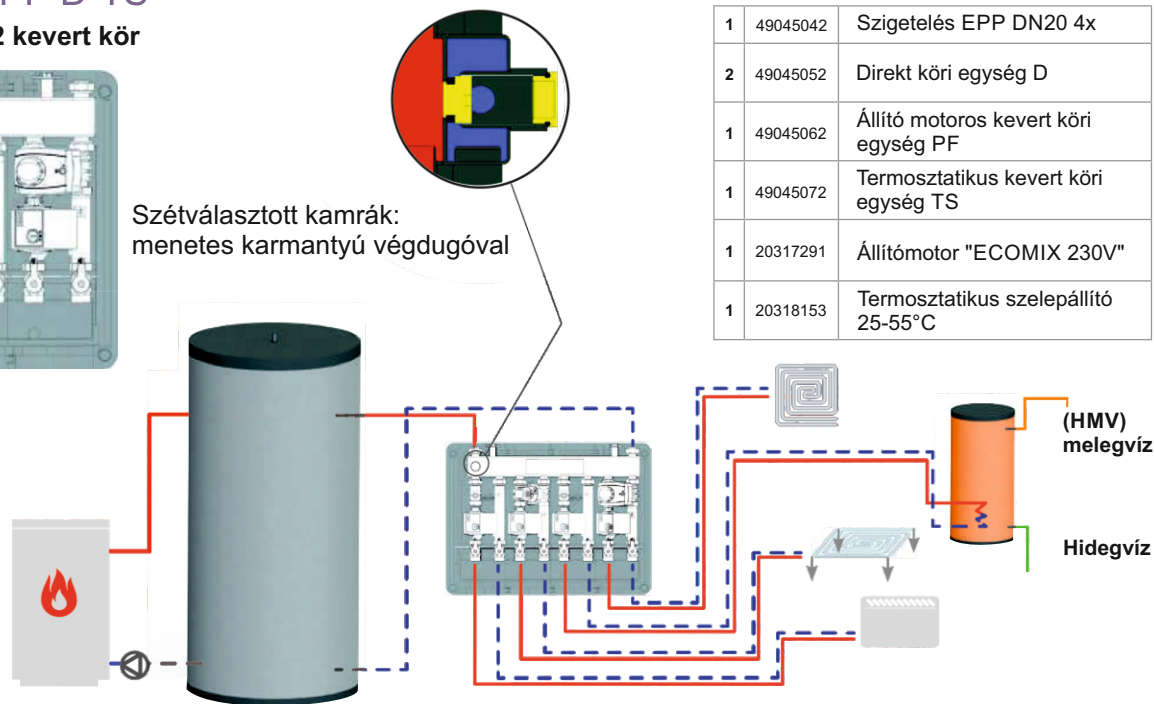 2 kevert kör
Szétválasztott kamrák:
menetes karmantyú végdugóval
1 49045042 Szigetelés EPP DN20 4x
2 49045052 Direkt köri egység D
1 49045062 Állító motoros kevert köri
egység PF
1 49045072 Termosztatikus kevert köri
egység TS
1 20317291 Állítómotor "ECOMIX 230V"
1 20318153 Termosztatikus szelepállító
25-55°C
(HMV)
melegvíz
Hidegvíz